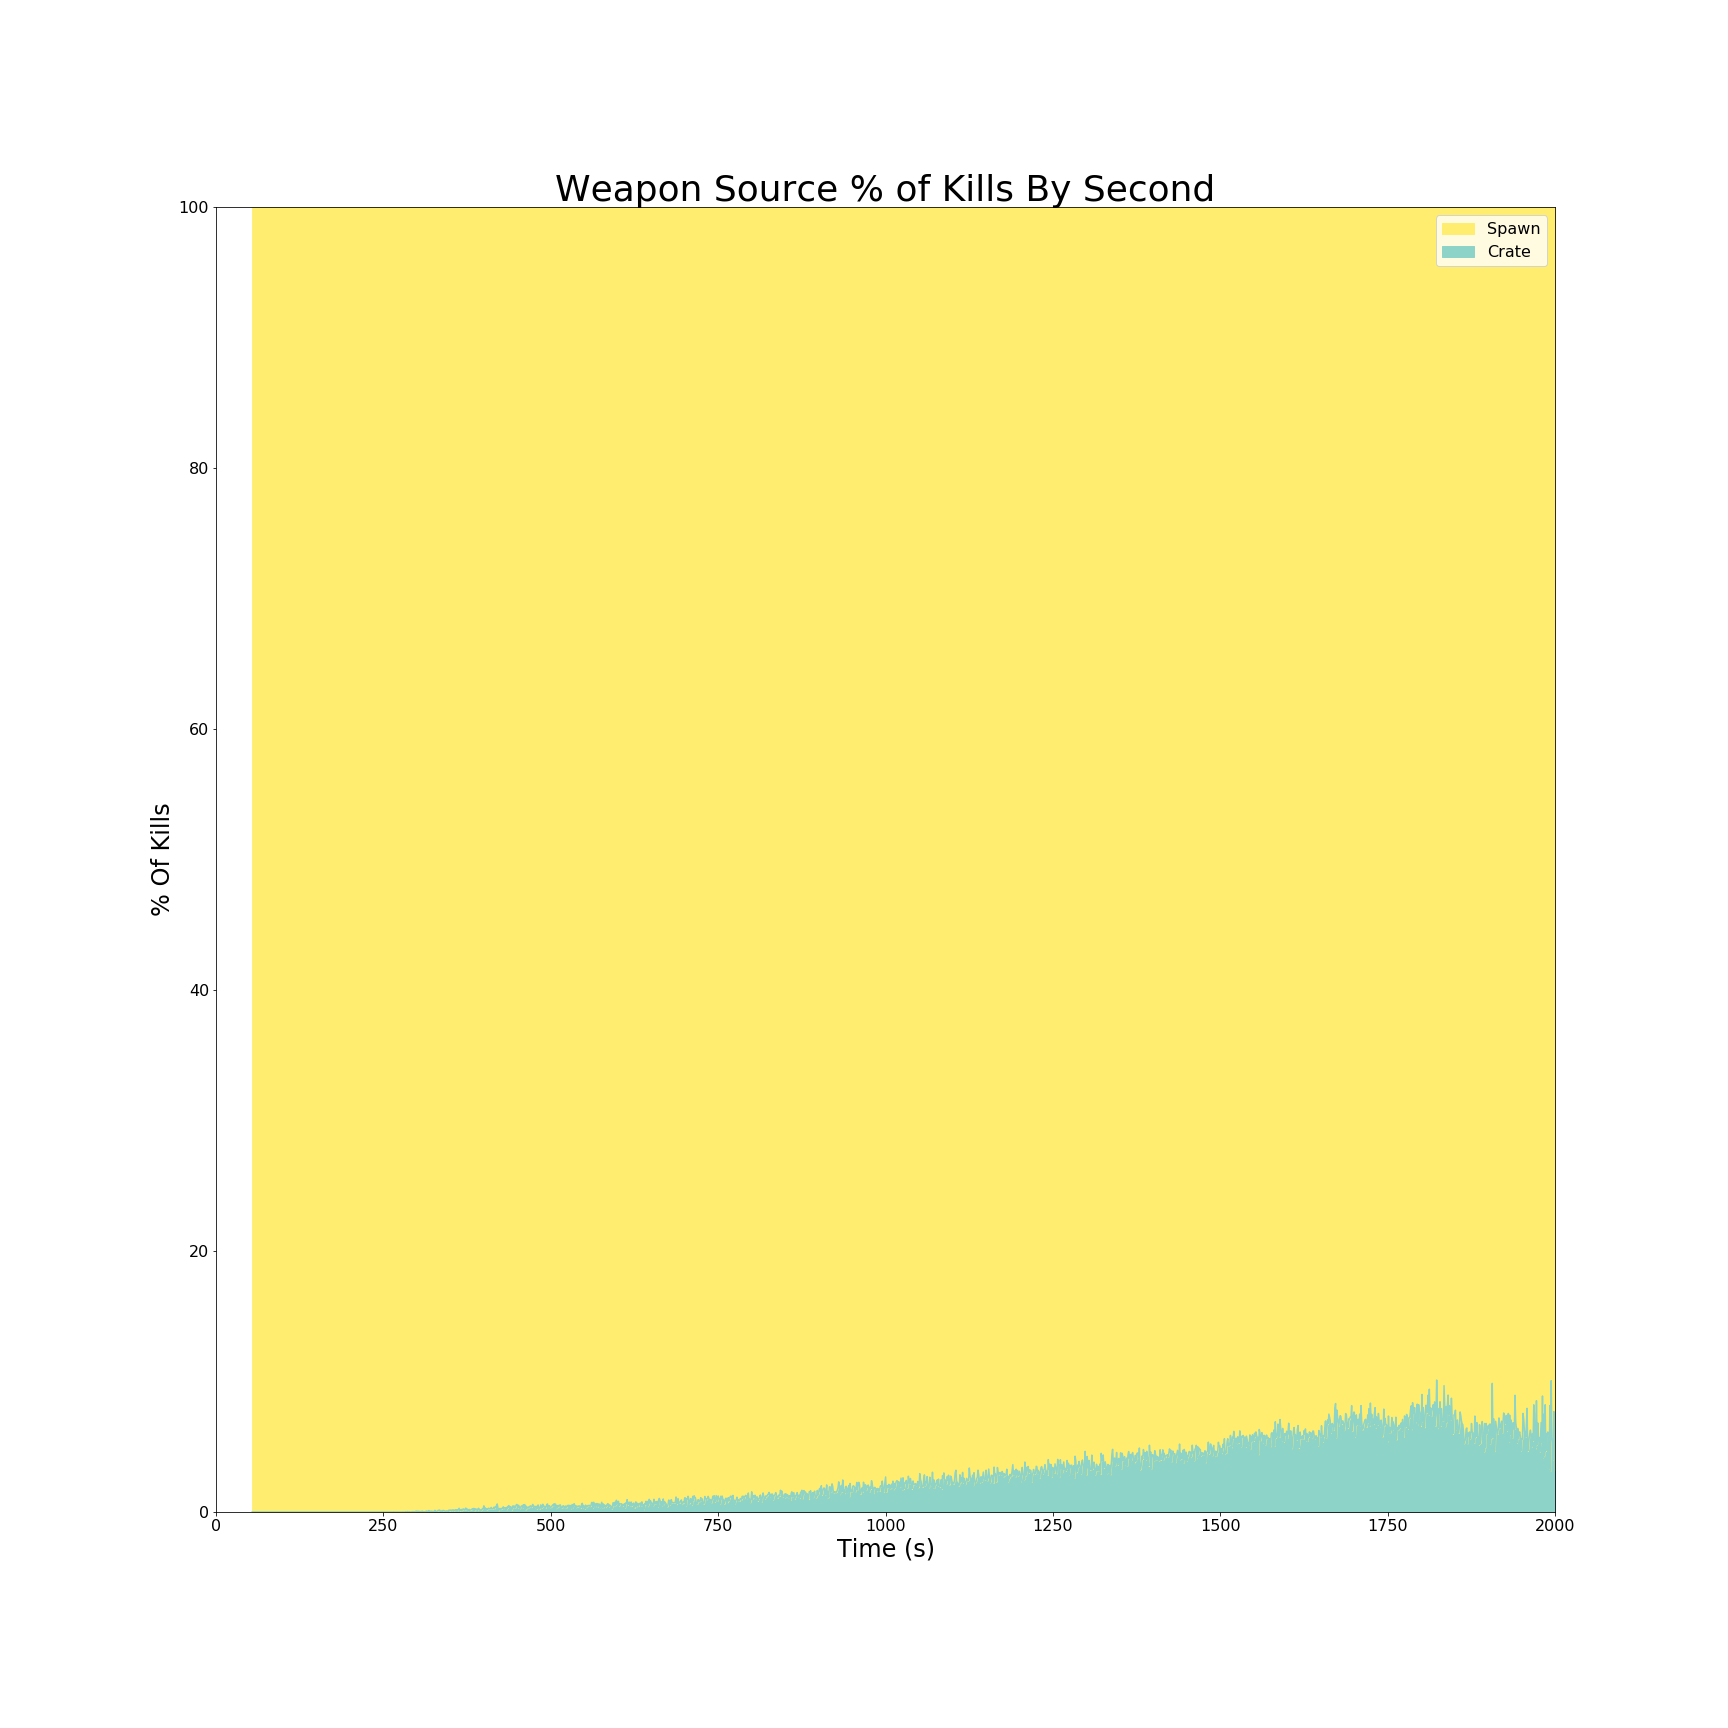 Weapon Source % of Kills By Second
100
80
60
40
20
0
% Of Kills
Spawn
Crate
0 250 500 750 1000 1250 1500 1750 2000
Time (s)